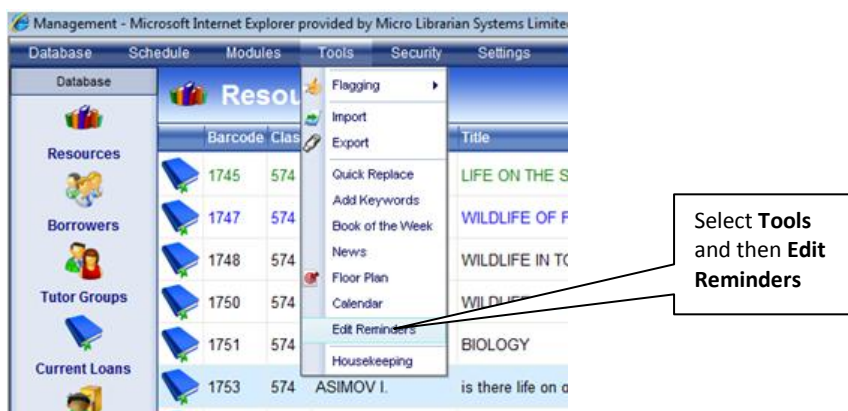 Management - Microsoft Internet Explorer provided by Micro Librarian Systems Limited
Database Schedule Modules Tools Security Settings
Database
Resources
Borrowers
Tutor Groups
Current Loans
Resou
Barcode Clas Title
1745 574 LIFE ON THE S
1747 574 WILDLIFE OF F
1748 574 WILDLIFE IN TO
1750 574
1751 574 BIOLOGY
1753 574 ASIMOV I. is there life on o
Flagging
Import
Export
Quick Replace
Add Keywords
Book of the Week
News
Floor Plan
Calendar
Edit Reminders
Housekeeping
Select Tools
and then Edit
Reminders